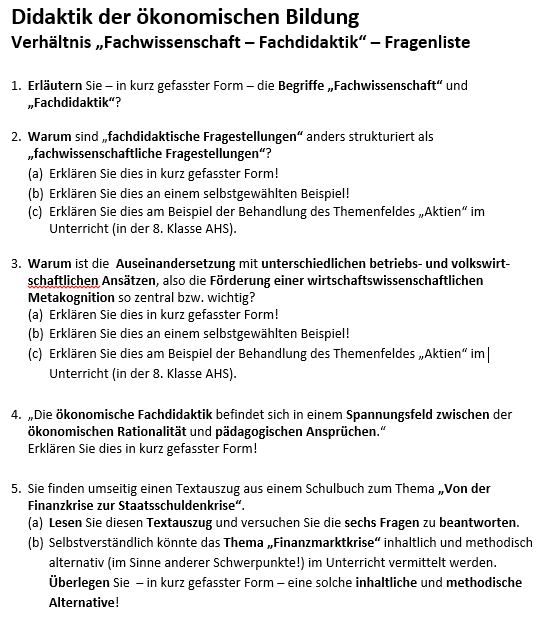 Didaktik der ökonomischen Bildung
Verhältnis „Fachwissenschaft – Fachdidaktik“ – Fragenliste
1. Erläutern Sie – in kurz gefasster Form – die Begriffe „Fachwissenschaft“ und
„Fachdidaktik“?
2. Warum sind „fachdidaktische Fragestellungen“ anders strukturiert als
„fachwissenschaftliche Fragestellungen“?
(a) Erklären Sie dies in kurz gefasster Form!
(b) Erklären Sie dies an einem selbstgewählten Beispiel!
(c) Erklären Sie dies am Beispiel der Behandlung des Themenfeldes „Aktien“ im
Unterricht (in der 8. Klasse AHS).
3. Warum ist die Auseinandersetzung mit unterschiedlichen betriebs- und volkswirt-
schaftlichen Ansätzen, also die Förderung einer wirtschaftswissenschaftlichen
Metakognition so zentral bzw. wichtig?
(a) Erklären Sie dies in kurz gefasster Form!
(b) Erklären Sie dies an einem selbstgewählten Beispiel!
(c) Erklären Sie dies am Beispiel der Behandlung des Themenfeldes „Aktien“ im
Unterricht (in der 8. Klasse AHS).
4. „Die ökonomische Fachdidaktik befindet sich in einem Spannungsfeld zwischen der
ökonomischen Rationalität und pädagogischen Ansprüchen.“
Erklären Sie dies in kurz gefasster Form!
5. Sie finden umseitig einen Textauszug aus einem Schulbuch zum Thema „Von der
Finanzkrise zur Staatsschuldenkrise“.
(a) Lesen Sie diesen Textauszug und versuchen Sie die sechs Fragen zu beantworten.
(b) Selbstverständlich könnte das Thema „Finanzmarktkrise“ inhaltlich und methodisch
alternativ (im Sinne anderer Schwerpunkte!) im Unterricht vermittelt werden.
Überlegen Sie – in kurz gefasster Form – eine solche inhaltliche und methodische
Alternative!